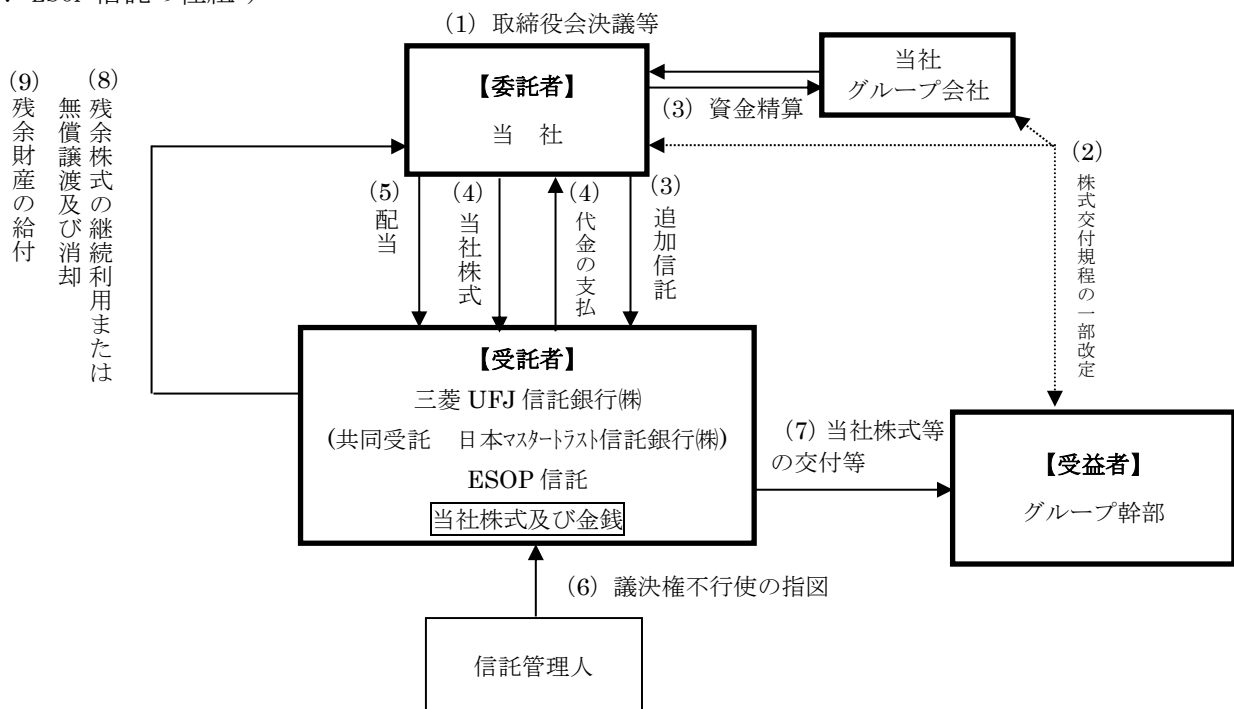 ESOP 信託の仕組み
(1) 取締役会決議等
【委託者】
当 社
当社
グループ会社
(3) 資金精算
(9) 残余財産の給付
(8) 残余株式の継続利用または
無償譲渡及び消却
(5) 配当
(4) 当社株式
(4) 代金の支払
(3) 追加信託
(2) 株式交付規程の一部改定
【受託者】
三菱 UFJ 信託銀行㈱
(共同受託 日本ﾏｽﾀｰﾄﾗｽﾄ信託銀行㈱)
ESOP 信託
当社株式及び金銭
(7) 当社株式等
の交付等
【受益者】
グループ幹部
(6) 議決権不行使の指図
信託管理人